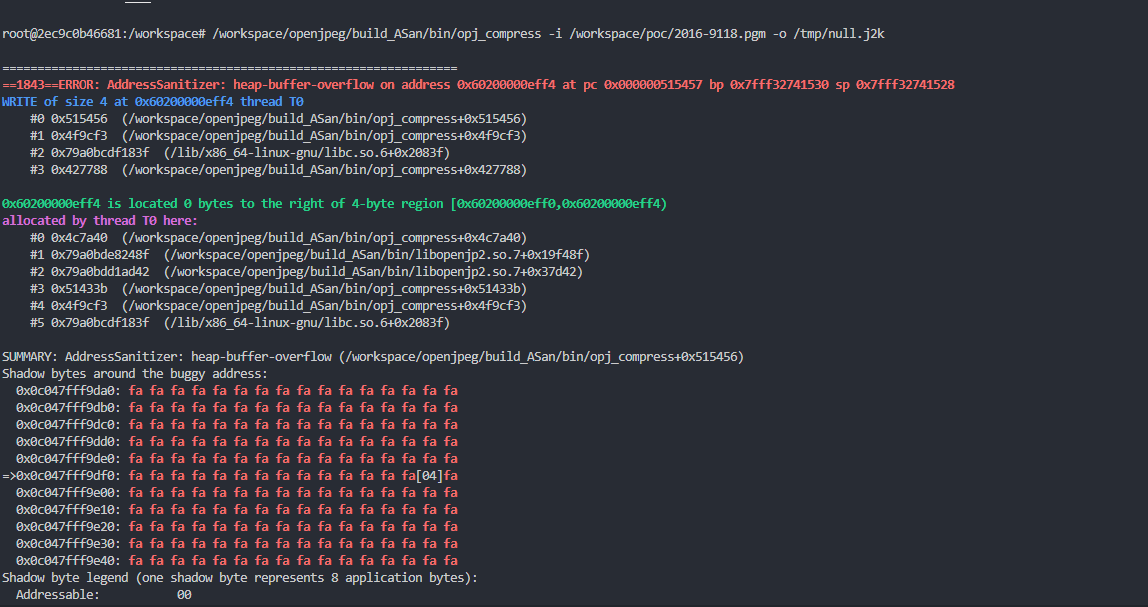 root@2ec9c0b46681:/workspace# /workspace/openjpeg/build_ASan/bin/opj_compress -i /workspace/poc/2016-9118.pgm -o /tmp/null.j2k
=================================================================
==1843==ERROR: AddressSanitizer: heap-buffer-overflow on address 0x60200000eff4 at pc 0x000000515457 bp 0x7fff32741530 sp 0x7fff32741528
WRITE of size 4 at 0x60200000eff4 thread T0
    #0 0x515456  (/workspace/openjpeg/build_ASan/bin/opj_compress+0x515456)
    #1 0x4f9cf3  (/workspace/openjpeg/build_ASan/bin/opj_compress+0x4f9cf3)
    #2 0x79a0bcdf183f  (/lib/x86_64-linux-gnu/libc.so.6+0x2083f)
    #3 0x427788  (/workspace/openjpeg/build_ASan/bin/opj_compress+0x427788)
0x60200000eff4 is located 0 bytes to the right of 4-byte region [0x60200000eff0,0x60200000eff4)
allocated by thread T0 here:
    #0 0x4c7a40  (/workspace/openjpeg/build_ASan/bin/opj_compress+0x4c7a40)
    #1 0x79a0bde8248f  (/workspace/openjpeg/build_ASan/bin/libopenjp2.so.7+0x19f48f)
    #2 0x79a0bdd1ad42  (/workspace/openjpeg/build_ASan/bin/libopenjp2.so.7+0x37d42)
    #3 0x51433b  (/workspace/openjpeg/build_ASan/bin/opj_compress+0x51433b)
    #4 0x4f9cf3  (/workspace/openjpeg/build_ASan/bin/opj_compress+0x4f9cf3)
    #5 0x79a0bcdf183f  (/lib/x86_64-linux-gnu/libc.so.6+0x2083f)
SUMMARY: AddressSanitizer: heap-buffer-overflow (/workspace/openjpeg/build_ASan/bin/opj_compress+0x515456)
Shadow bytes around the buggy address:
  0x0c047fff9da0: fa fa fa fa fa fa fa fa fa fa fa fa fa fa fa fa
  0x0c047fff9db0: fa fa fa fa fa fa fa fa fa fa fa fa fa fa fa fa
  0x0c047fff9dc0: fa fa fa fa fa fa fa fa fa fa fa fa fa fa fa fa
  0x0c047fff9dd0: fa fa fa fa fa fa fa fa fa fa fa fa fa fa fa fa
  0x0c047fff9de0: fa fa fa fa fa fa fa fa fa fa fa fa fa fa fa fa
=>0x0c047fff9df0: fa fa fa fa fa fa fa fa fa fa fa fa fa fa[04]fa
  0x0c047fff9e00: fa fa fa fa fa fa fa fa fa fa fa fa fa fa fa fa
  0x0c047fff9e10: fa fa fa fa fa fa fa fa fa fa fa fa fa fa fa fa
  0x0c047fff9e20: fa fa fa fa fa fa fa fa fa fa fa fa fa fa fa fa
  0x0c047fff9e30: fa fa fa fa fa fa fa fa fa fa fa fa fa fa fa fa
  0x0c047fff9e40: fa fa fa fa fa fa fa fa fa fa fa fa fa fa fa fa
Shadow byte legend (one shadow byte represents 8 application bytes):
  Addressable:           00